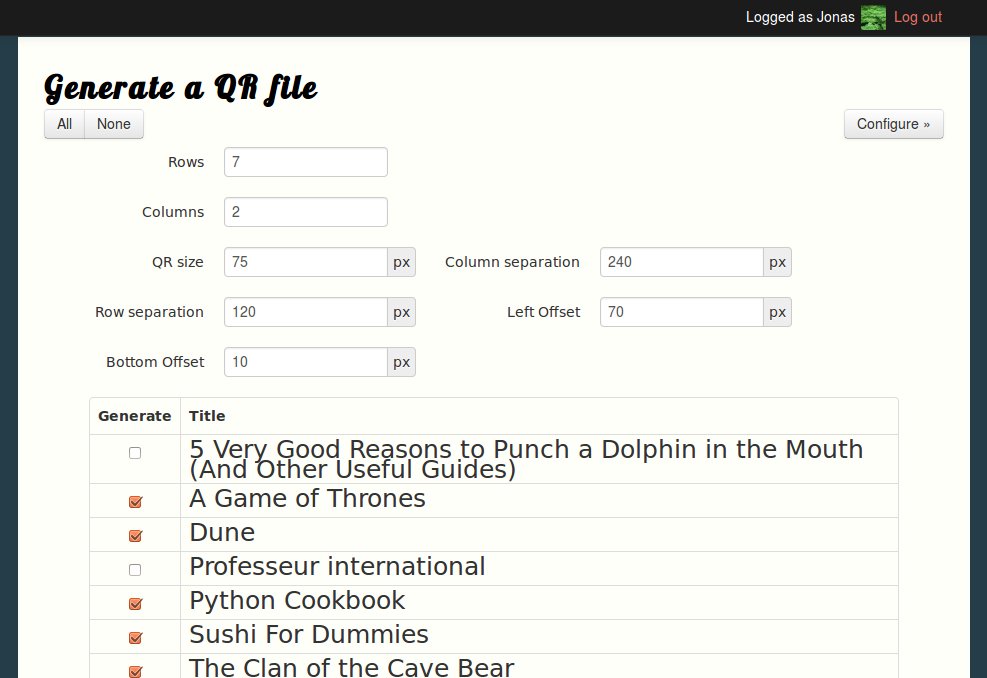 Logged as Jonas Log out
Generate a QR file
All None Configure »
Rows 7
Columns 2
QR size 75 px Column separation 240 px
Row separation 120 px Left Offset 70 px
Bottom Offset 10 px
Generate Title
5 Very Good Reasons to Punch a Dolphin in the Mouth
(And Other Useful Guides)
A Game of Thrones
Dune
Professeur international
Python Cookbook
Sushi For Dummies
The Clan of the Cave Bear